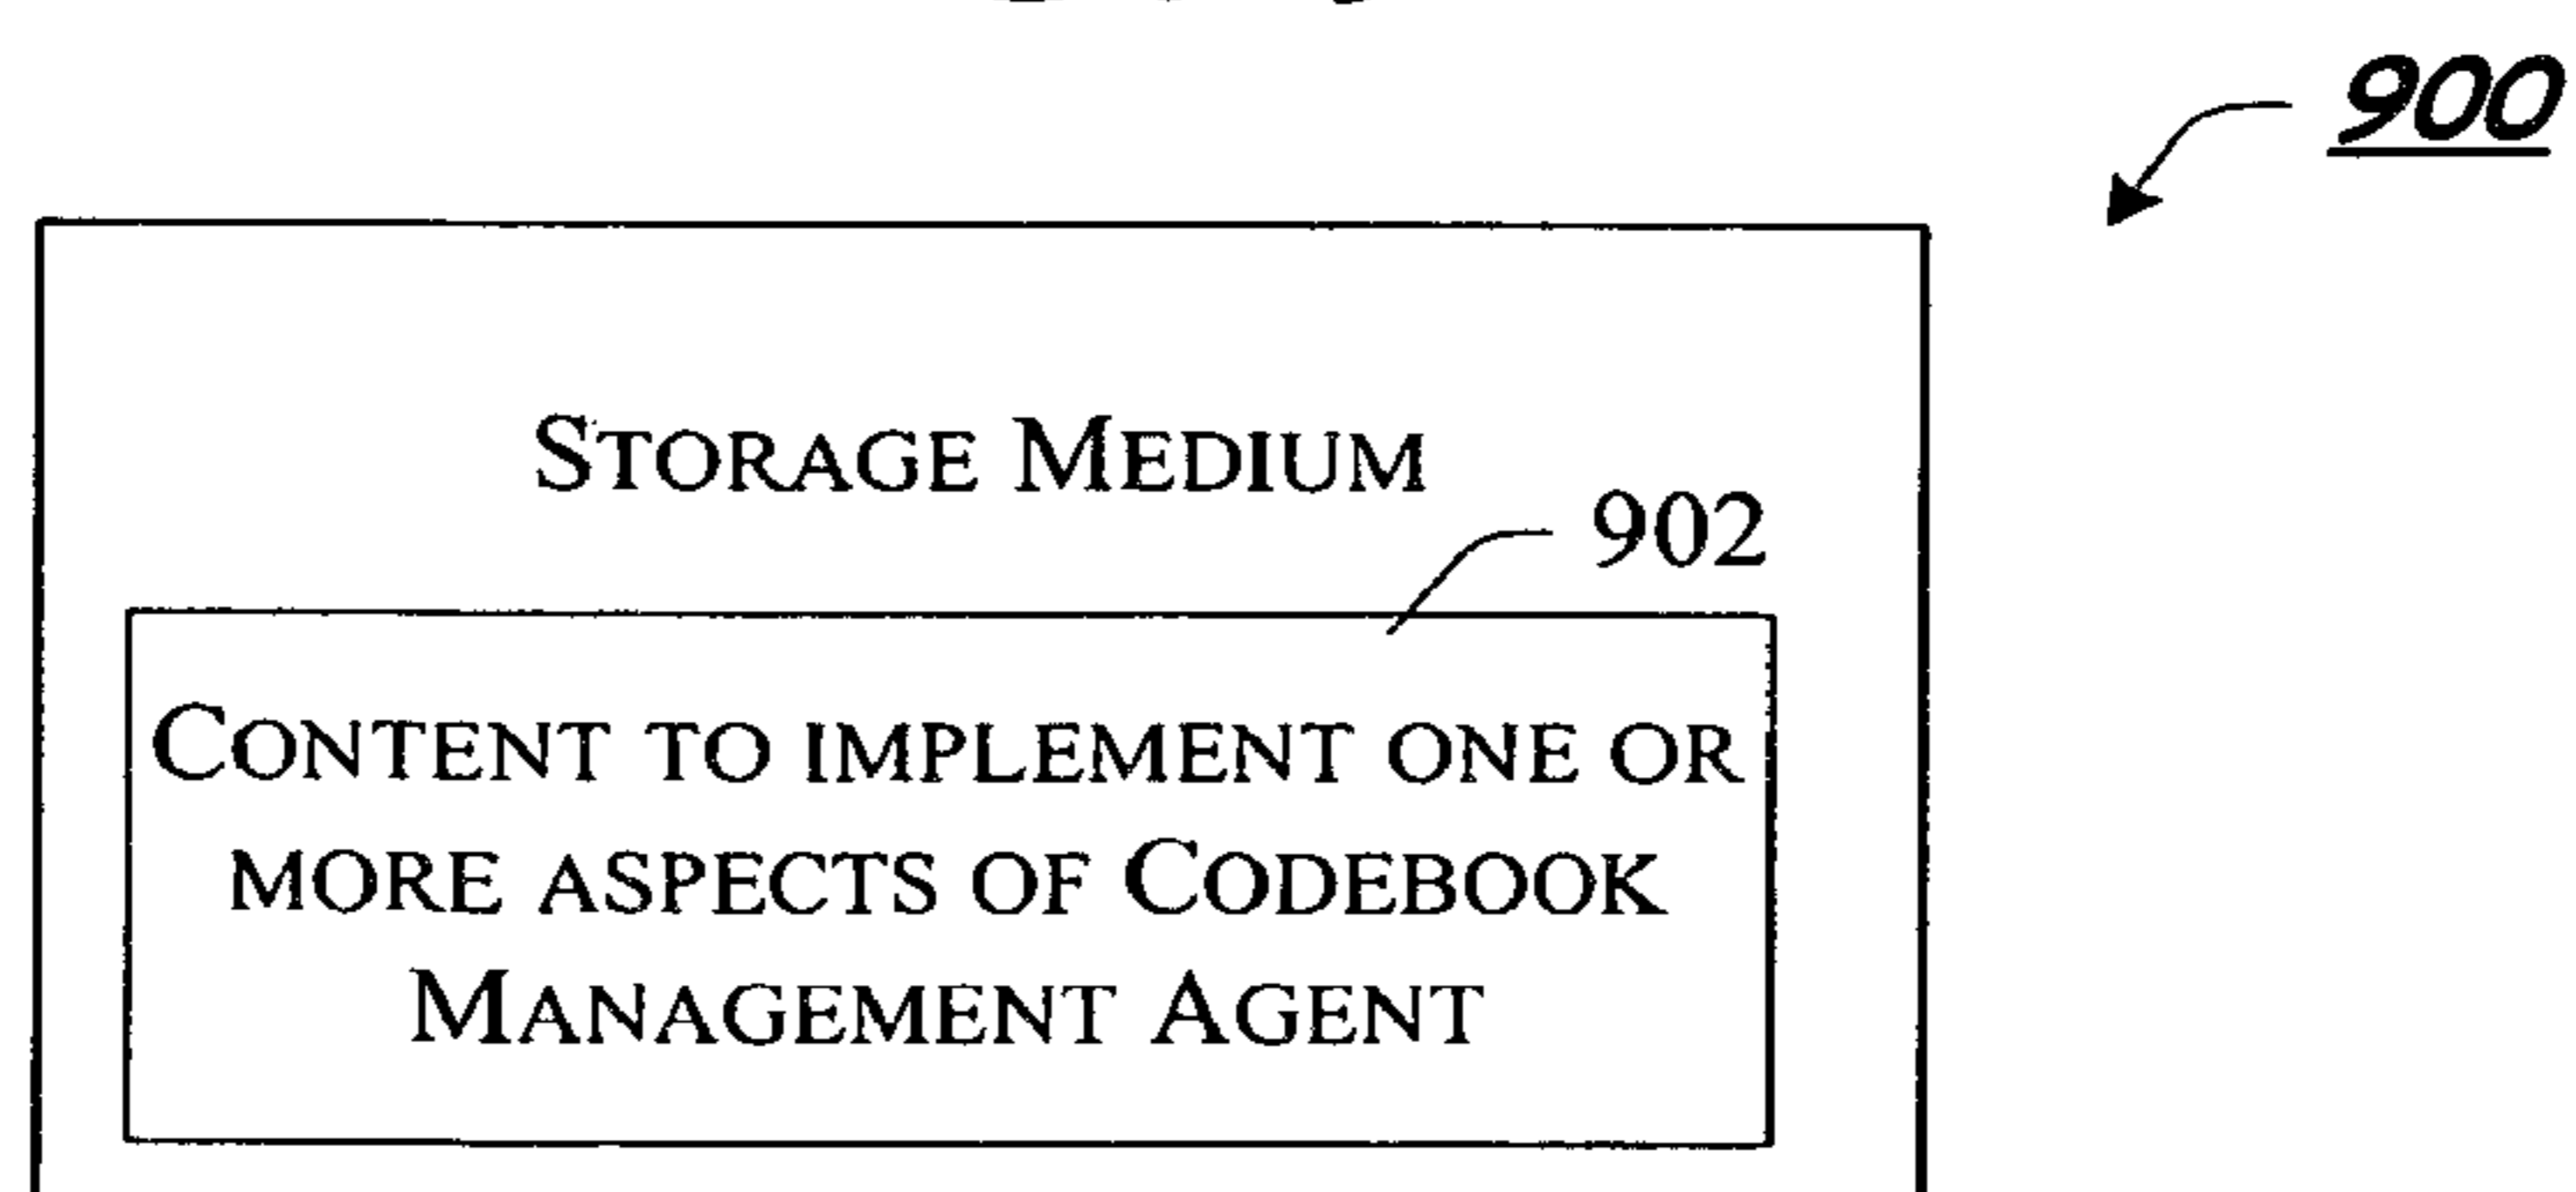 900
STORAGE MEDIUM
902
CONTENT TO IMPLEMENT ONE OR
MORE ASPECTS OF CODEBOOK
MANAGEMENT AGENT